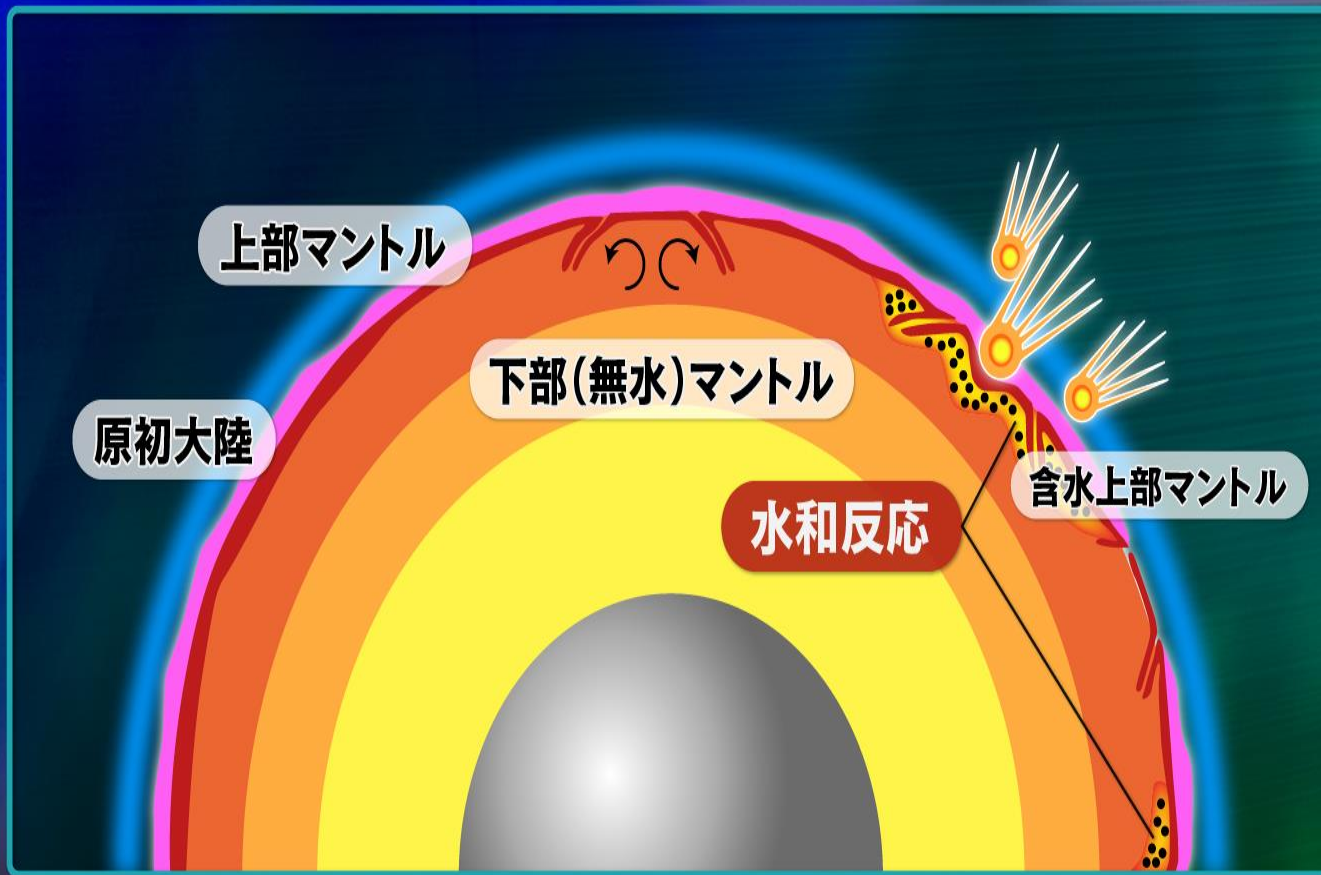 上部マントル
下部(無水)マントル
原初大陸
含水上部マントル
水和反応